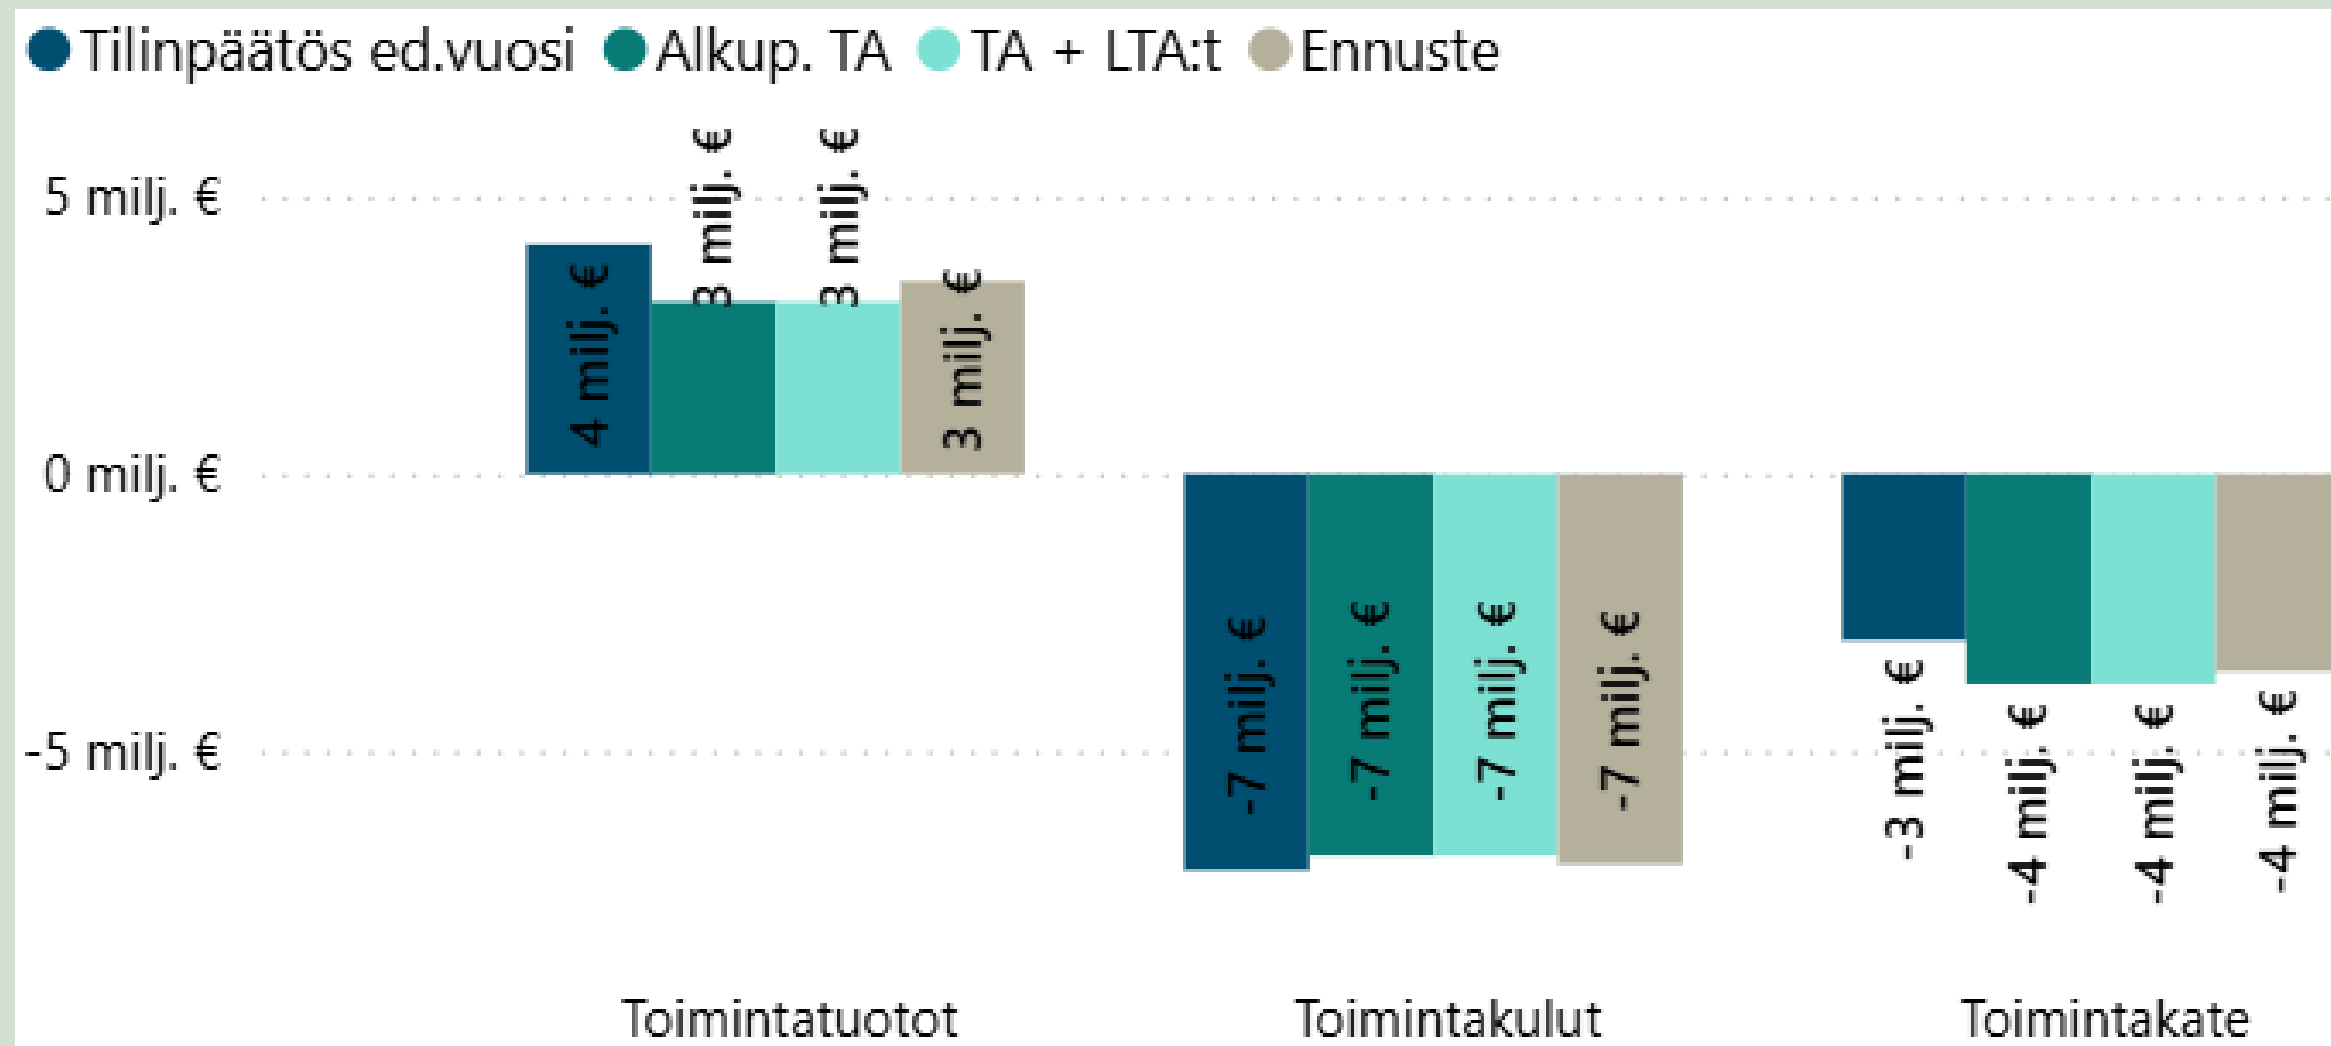 Tilinpäätös ed.vuosi Alkup. TA TA + LTA:t Ennuste
5 milj. €
0 milj. €
-5 milj. €
4 milj. €
3 milj. €
3 milj. €
3 milj. €
-7 milj. €
-7 milj. €
-7 milj. €
-7 milj. €
-3 milj. €
-4 milj. €
-4 milj. €
-4 milj. €
Toimintatuotot Toimintakulut Toimintakate